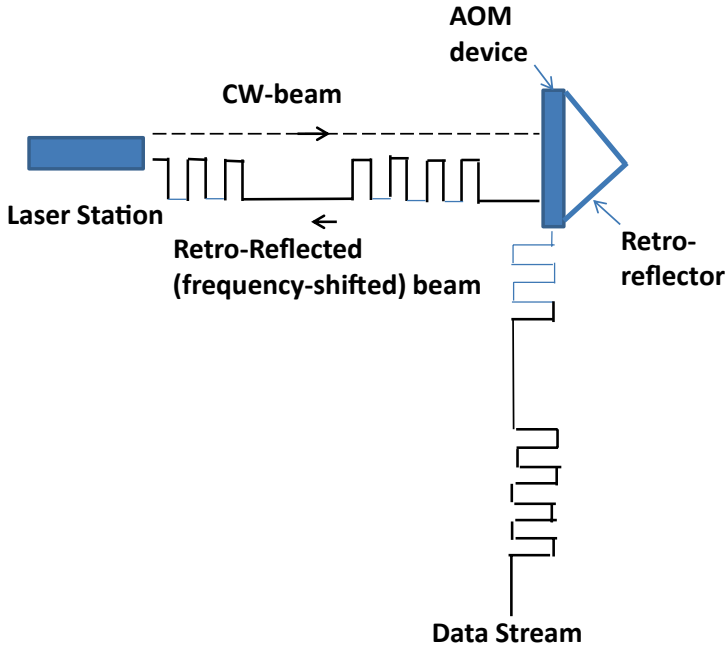 AOM
device
CW-beam
Laser Station
Retro-Reflected
(frequency-shifted) beam
Retro-
reflector
Data Stream